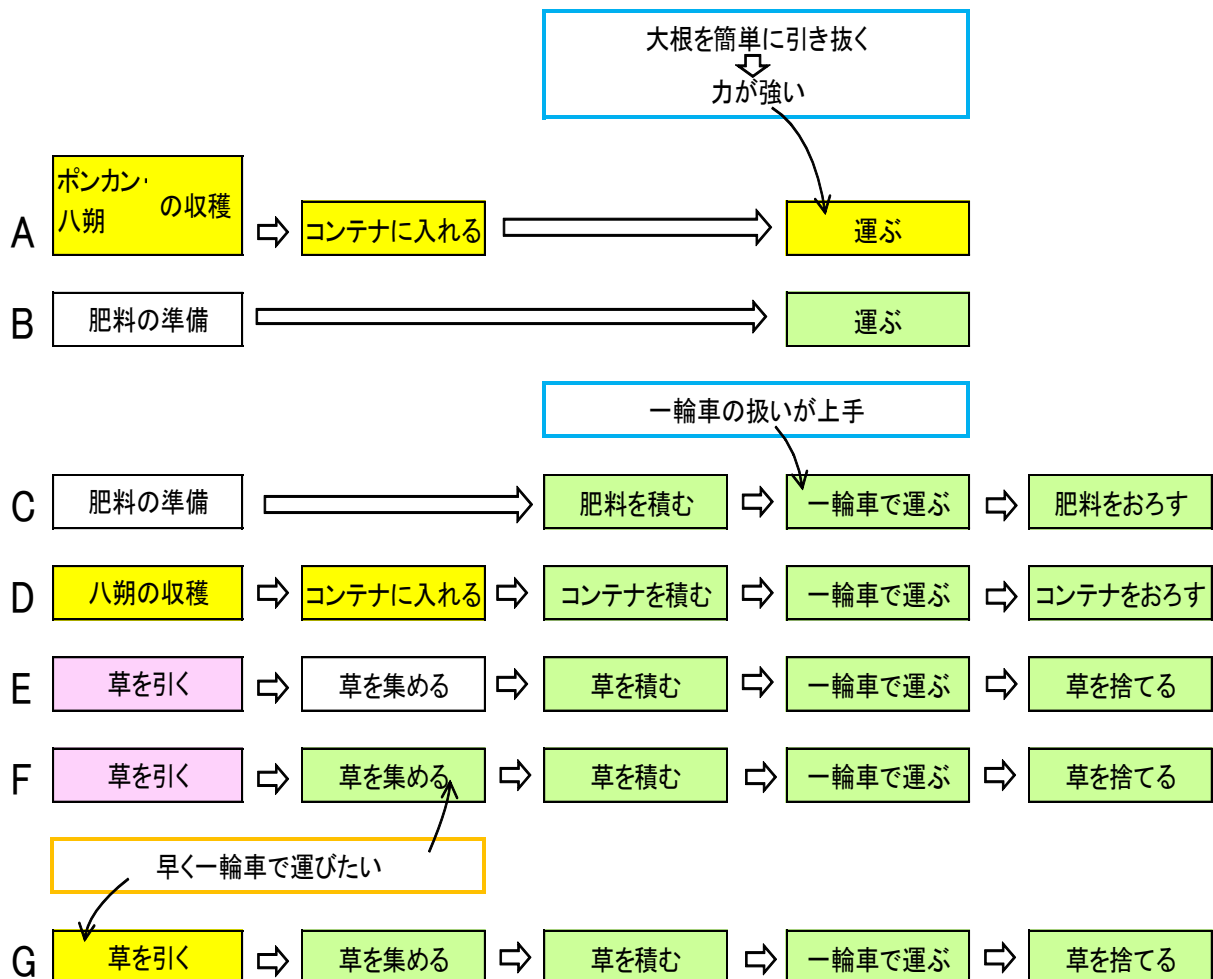 大根を簡単に引き抜く
力が強い
A
ポンカン・八朔 の収穫
コンテナに入れる
運ぶ
B
肥料の準備
運ぶ
一輪車の扱いが上手
C
肥料の準備
肥料を積む
一輪車で運ぶ
肥料をおろす
D
八朔の収穫
コンテナに入れる
コンテナを積む
一輪車で運ぶ
コンテナをおろす
E
草を引く
草を集める
草を積む
一輪車で運ぶ
草を捨てる
F
草を引く
草を集める
草を積む
一輪車で運ぶ
草を捨てる
早く一輪車で運びたい
G
草を引く
草を集める
草を積む
一輪車で運ぶ
草を捨てる